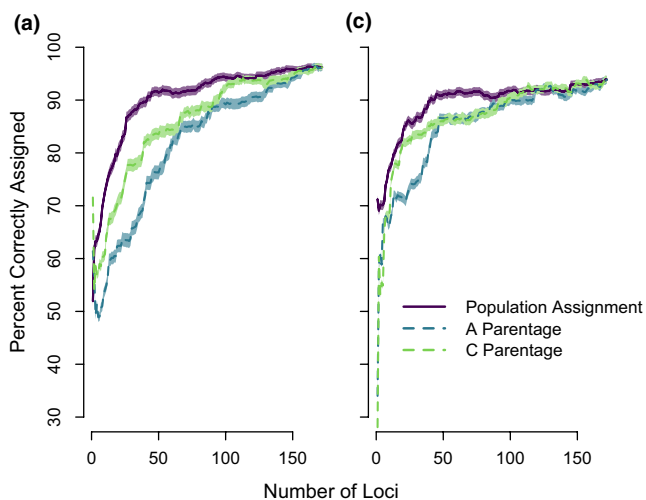 (a)
(c)
Percent Correctly Assigned
100
90
80
70
60
50
40
30
Population Assignment
A Parentage
C Parentage
0 50 100 150
0 50 100 150
Number of Loci